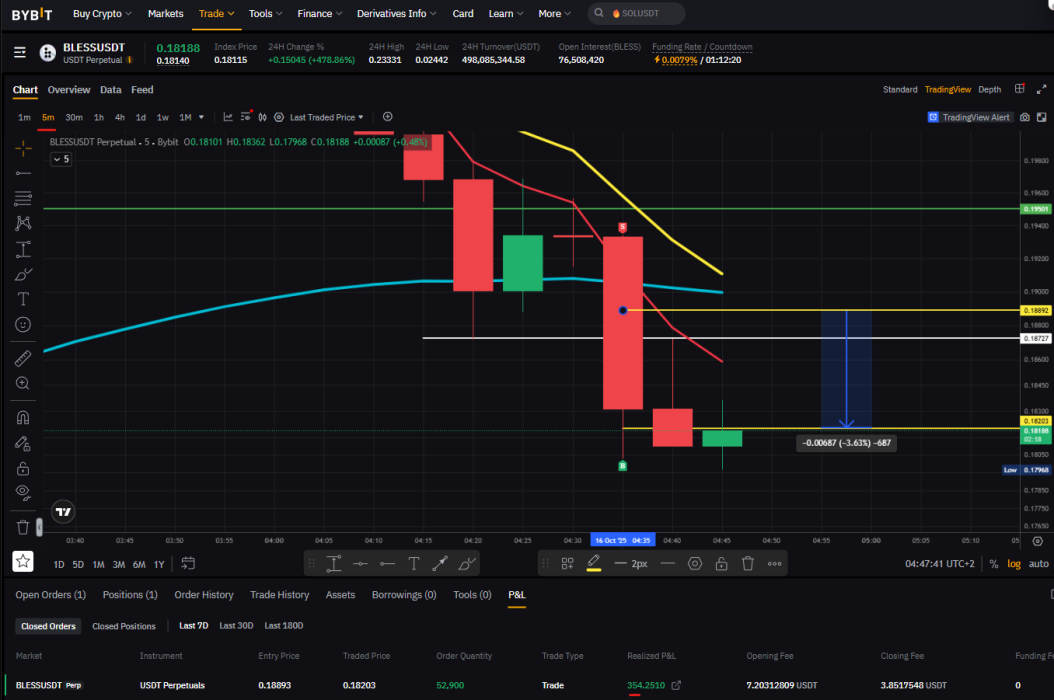 BYBIT Buy Crypto Markets Trade Tools Finance Derivatives Info Card Learn More SOLUSDT
BLESSUSDT 0.18188 Index Price 24H Change % 24H High 24H Low 24H Turnover(USDT) Open Interest(BLESS) Funding Rate / Countdown
USDT Perpetual 0.18140 0.18115 +0.15045 (+478.86%) 0.23331 0.02442 498,085,344.58 76,508,420 0.0079% / 01:12:20
Chart Overview Data Feed Standard TradingView Depth
1m 5m 30m 1h 4h 1d 1w 1M Last Traded Price TradingView Alert
BLESSUSDT Perpetual · 5 · Bybit O0.18101 H0.18362 L0.17968 C0.18188 +0.00087 (+0.48%)
5
0.19800
0.19600
0.19501
0.19400
0.19200
S
0.19000
0.18892
0.18727
0.18600
0.18450
0.18300
0.18203
0.18188
02:18
-0.00687 (-3.63%) -687
0.18050
B
Low 0.17968
0.17850
0.17750
0.17650
03:40 03:45 03:50 03:55 04:00 04:05 04:10 04:15 04:20 04:25 04:30 16 Oct '25 04:35 04:40 04:45 04:50 04:55 05:00 05:05 05:10 05
1D 5D 1M 3M 6M 1Y T 2px 04:47:41 UTC+2 % log auto
Open Orders (1) Positions (1) Order History Trade History Assets Borrowings (0) Tools (0) P&L
Closed Orders Closed Positions Last 7D Last 30D Last 180D
Market Instrument Entry Price Traded Price Order Quantity Trade Type Realized P&L Opening Fee Closing Fee Funding Fe
BLESSUSDT Perp USDT Perpetuals 0.18893 0.18203 52,900 Trade 354.2510 7.20312809 USDT 3.8517548 USDT 0